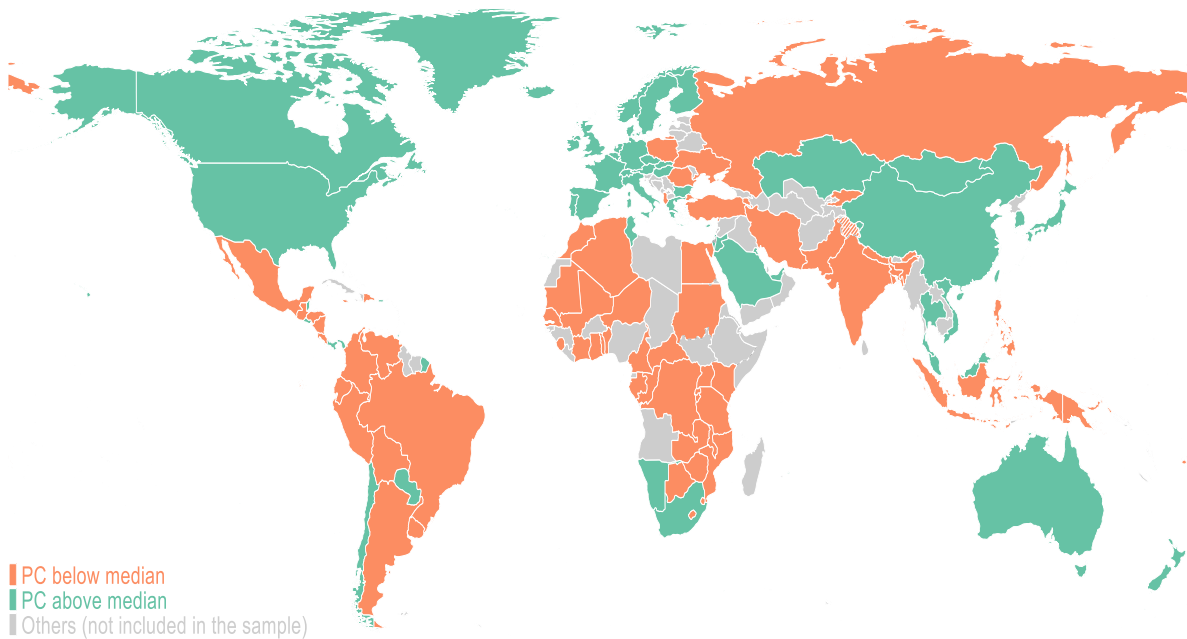 PC below median
PC above median
Others (not included in the sample)